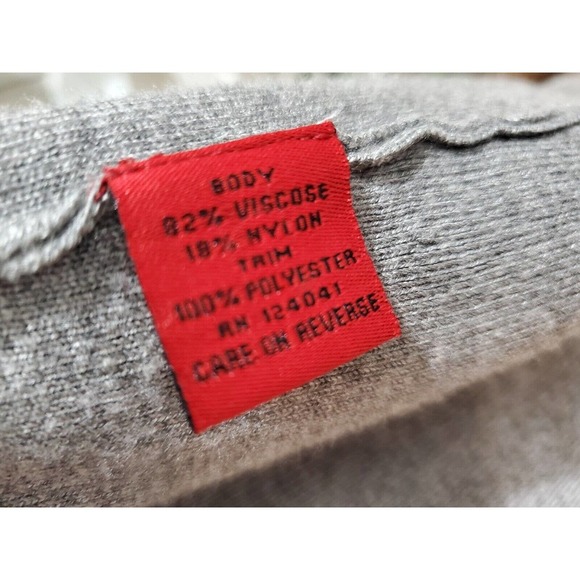 BODY
82% VISCOSE
18% NYLON
TRIM
100% POLYESTER
RN 124041
CARE ON REVERSE